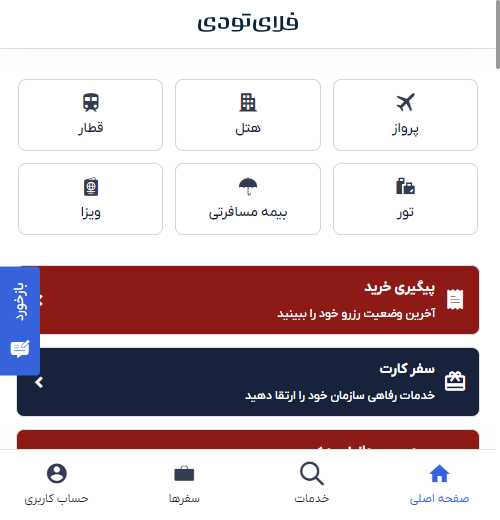 فلای‌تودی
پرواز
هتل
قطار
تور
بیمه مسافرتی
ویزا
پیگیری خرید
آخرین وضعیت رزرو خود را ببینید
بازخورد
سفر کارت
خدمات رفاهی سازمان خود را ارتقا دهید
صفحه اصلی
خدمات
سفرها
حساب کاربری